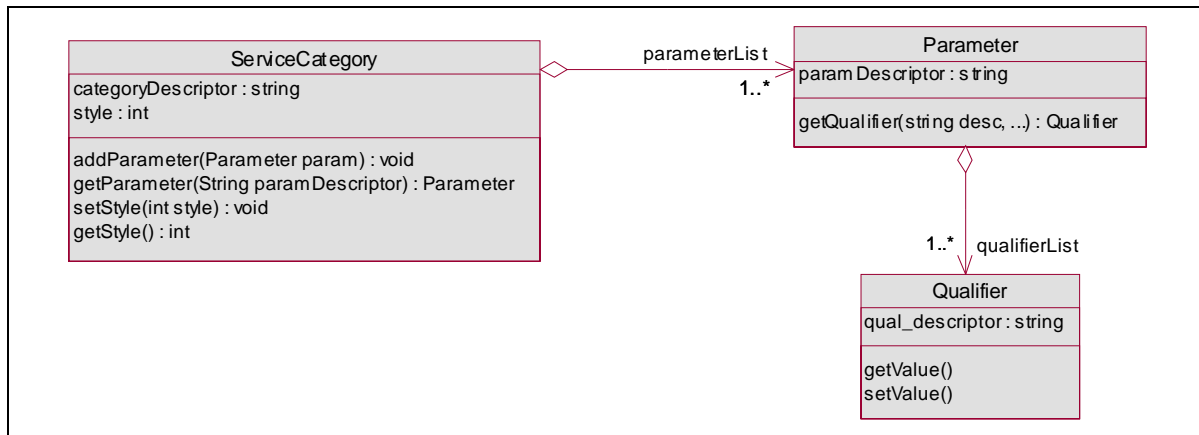 ServiceCategory
categoryDescriptor : string
style : int
addParameter(Parameter param) : void
getParameter(String paramDescriptor) : Parameter
setStyle(int style) : void
getStyle() : int
parameterList
1..*
Parameter
paramDescriptor : string
getQualifier(string desc, ...) : Qualifier
1..* qualifierList
Qualifier
qual_descriptor : string
getValue()
setValue()